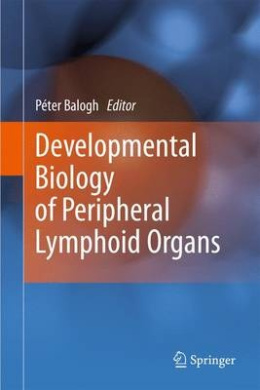 Péter Balogh Editor
Developmental
Biology
of Peripheral
Lymphoid Organs
Springer